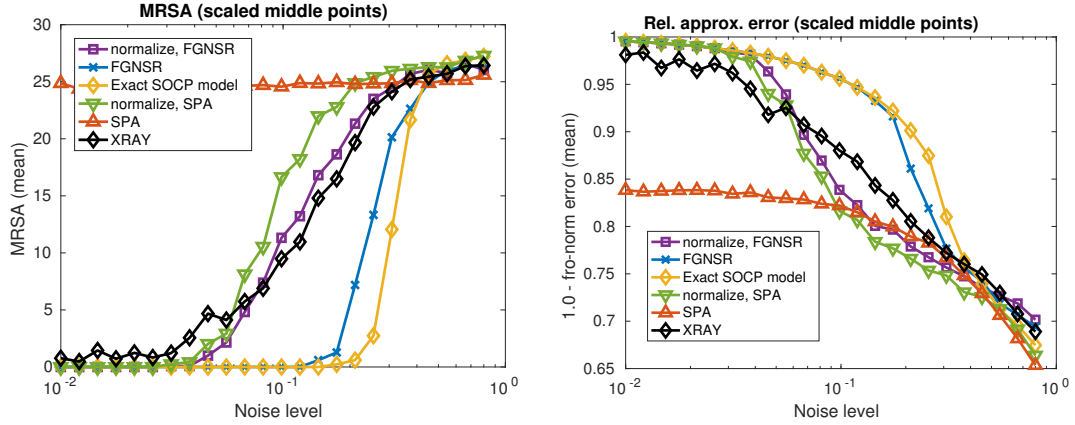 MRSA (scaled middle points)
30
25
20
15
10
5
0
MRSA (mean)
normalize, FGNSR
FGNSR
Exact SOCP model
normalize, SPA
SPA
XRAY
10^-2
10^-1
10^0
Noise level
Rel. approx. error (scaled middle points)
1
0.95
0.9
0.85
0.8
0.75
0.7
0.65
1.0 - fro-norm error (mean)
normalize, FGNSR
FGNSR
Exact SOCP model
normalize, SPA
SPA
XRAY
10^-2
10^-1
10^0
Noise level